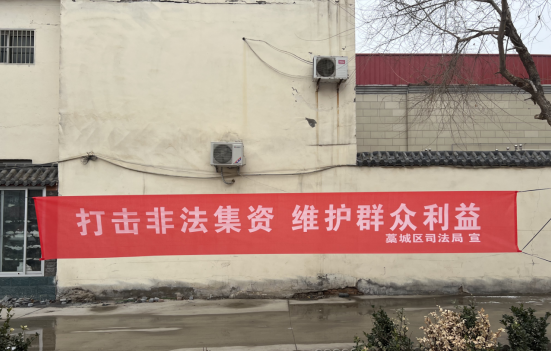 打击非法集资 维护群众利益
藁城区司法局 宣